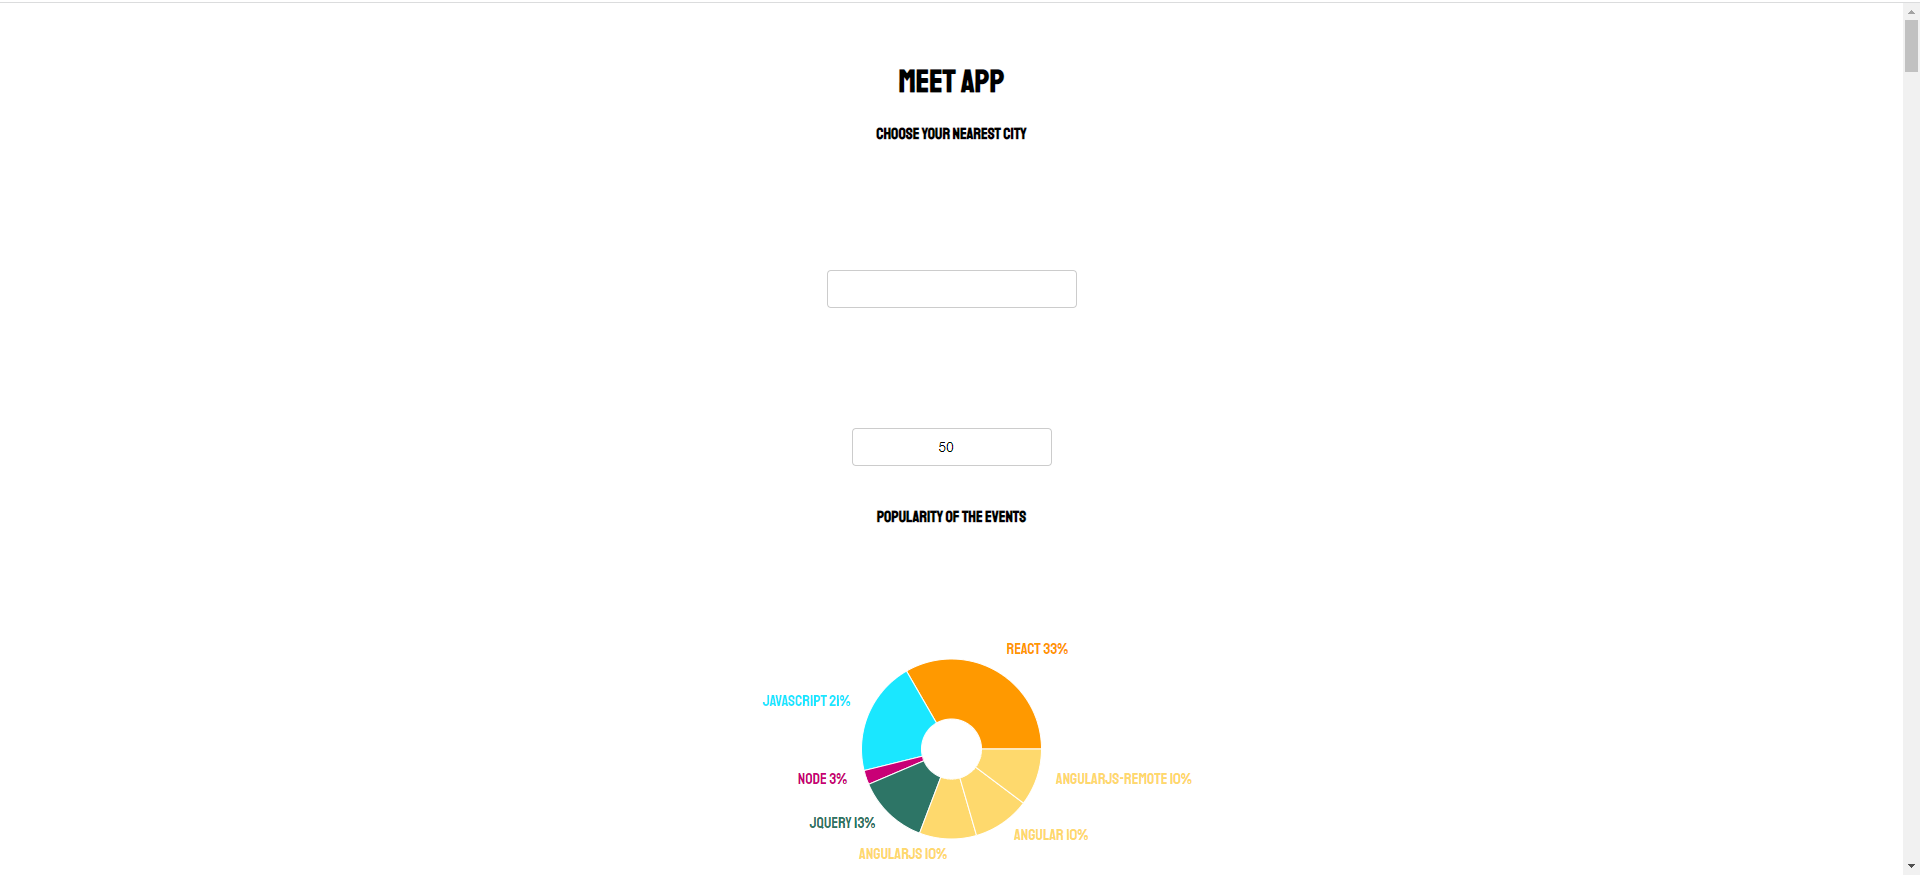 MEET APP
CHOOSE YOUR NEAREST CITY
50
POPULARITY OF THE EVENTS
REACT 33%
JAVASCRIPT 21%
NODE 3%
ANGULARJS-REMOTE 10%
JQUERY 13%
ANGULAR 10%
ANGULARJS 10%